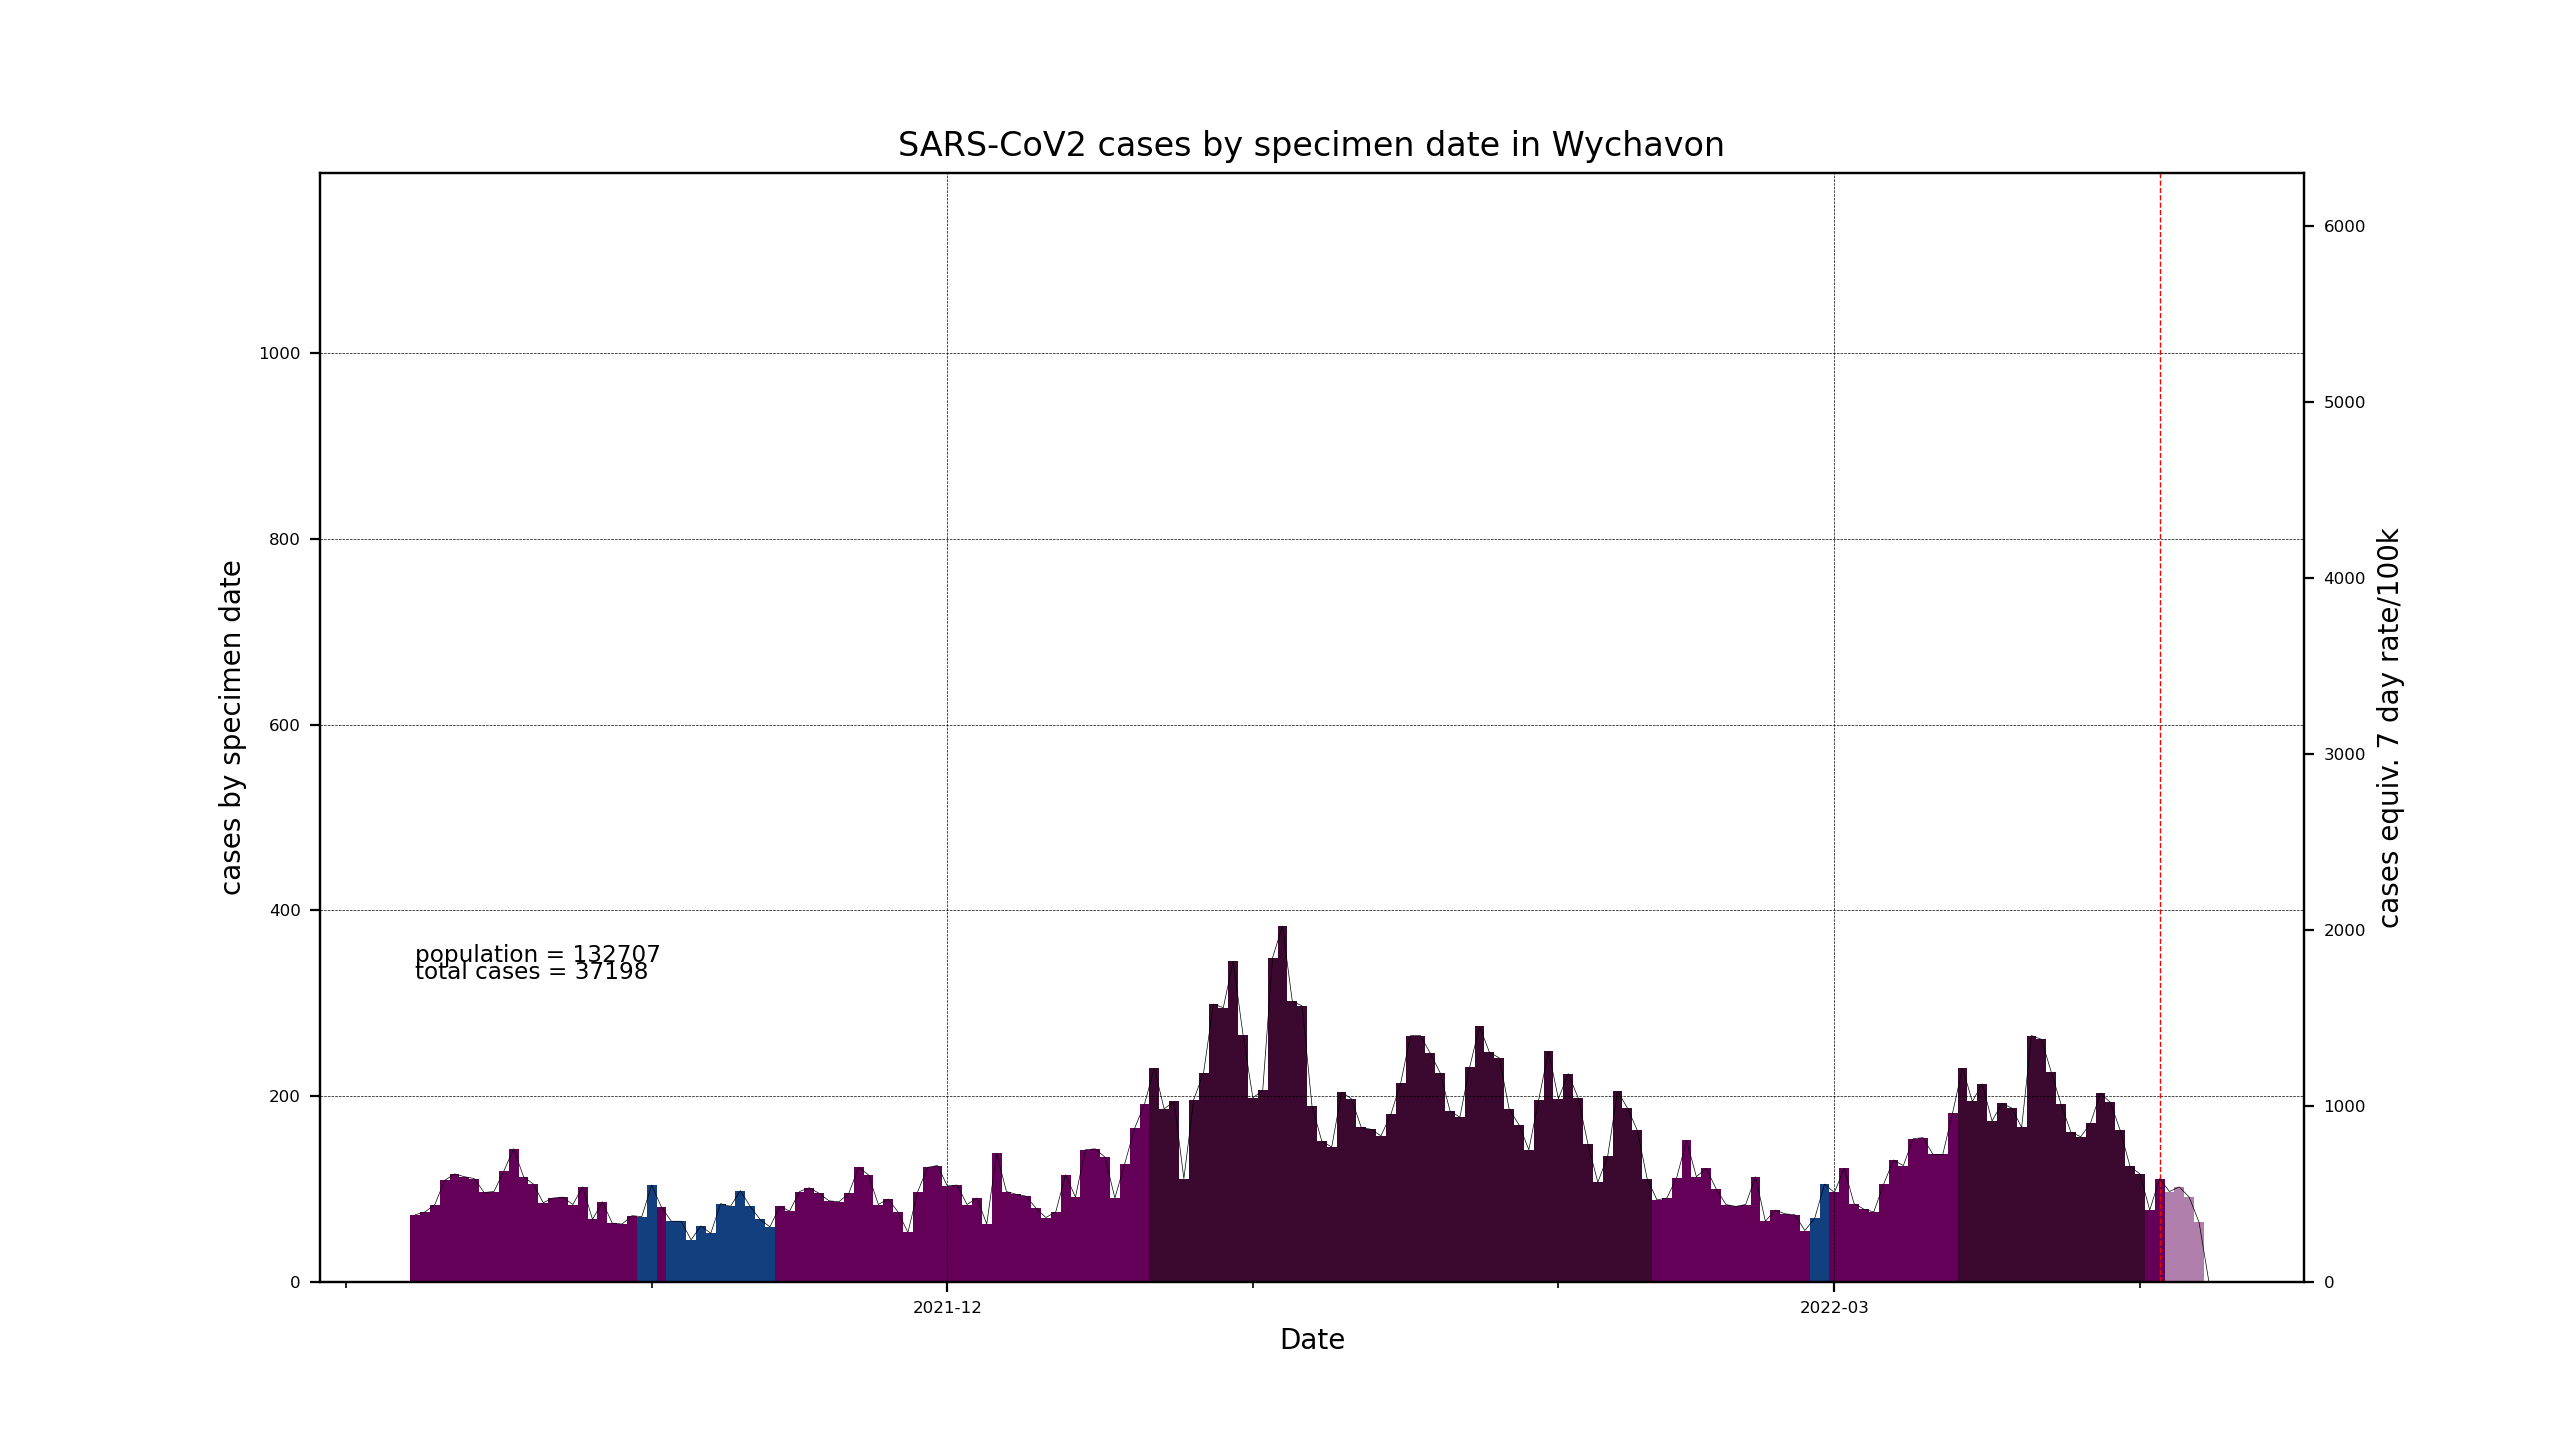 SARS-CoV2 cases by specimen date in Wychavon
cases by specimen date
1000
800
600
400
200
0
population = 132707
total cases = 37198
6000
5000
4000
3000
2000
1000
0
cases equiv. 7 day rate/100k
2021-12
2022-03
Date